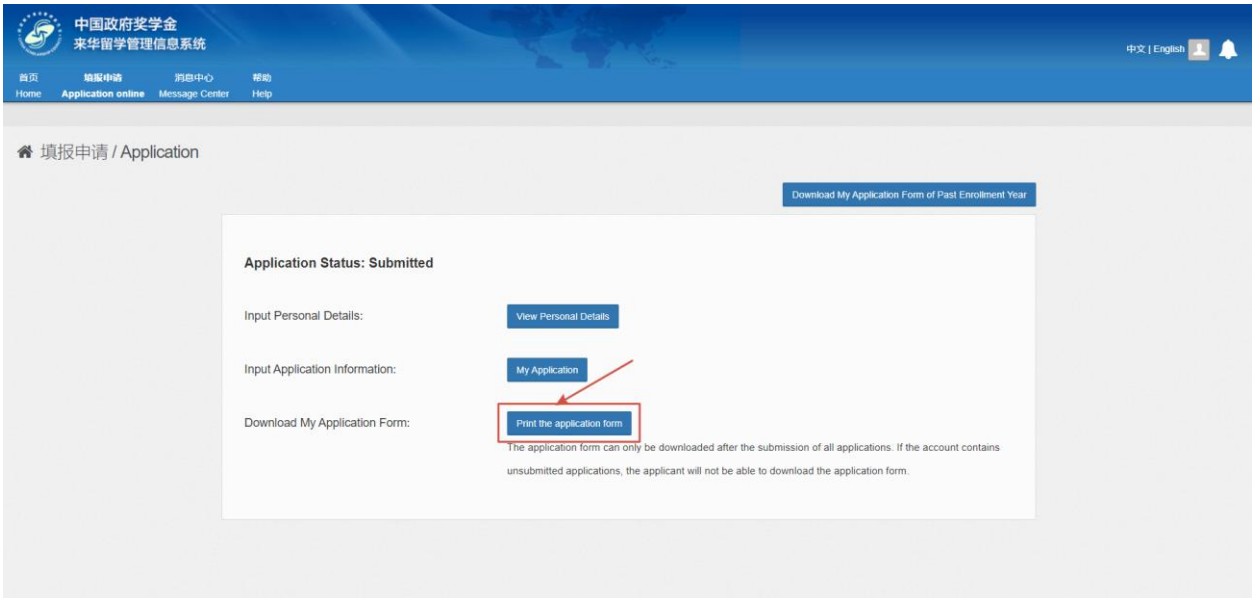 中国政府奖学金
来华留学管理信息系统
中文 | English
首页 填报申请 消息中心 帮助
Home Application online Message Center Help
填报申请 / Application
Download My Application Form of Past Enrollment Year
Application Status: Submitted
Input Personal Details: View Personal Details
Input Application Information: My Application
Download My Application Form: Print the application form
The application form can only be downloaded after the submission of all applications. If the account contains
unsubmitted applications, the applicant will not be able to download the application form.